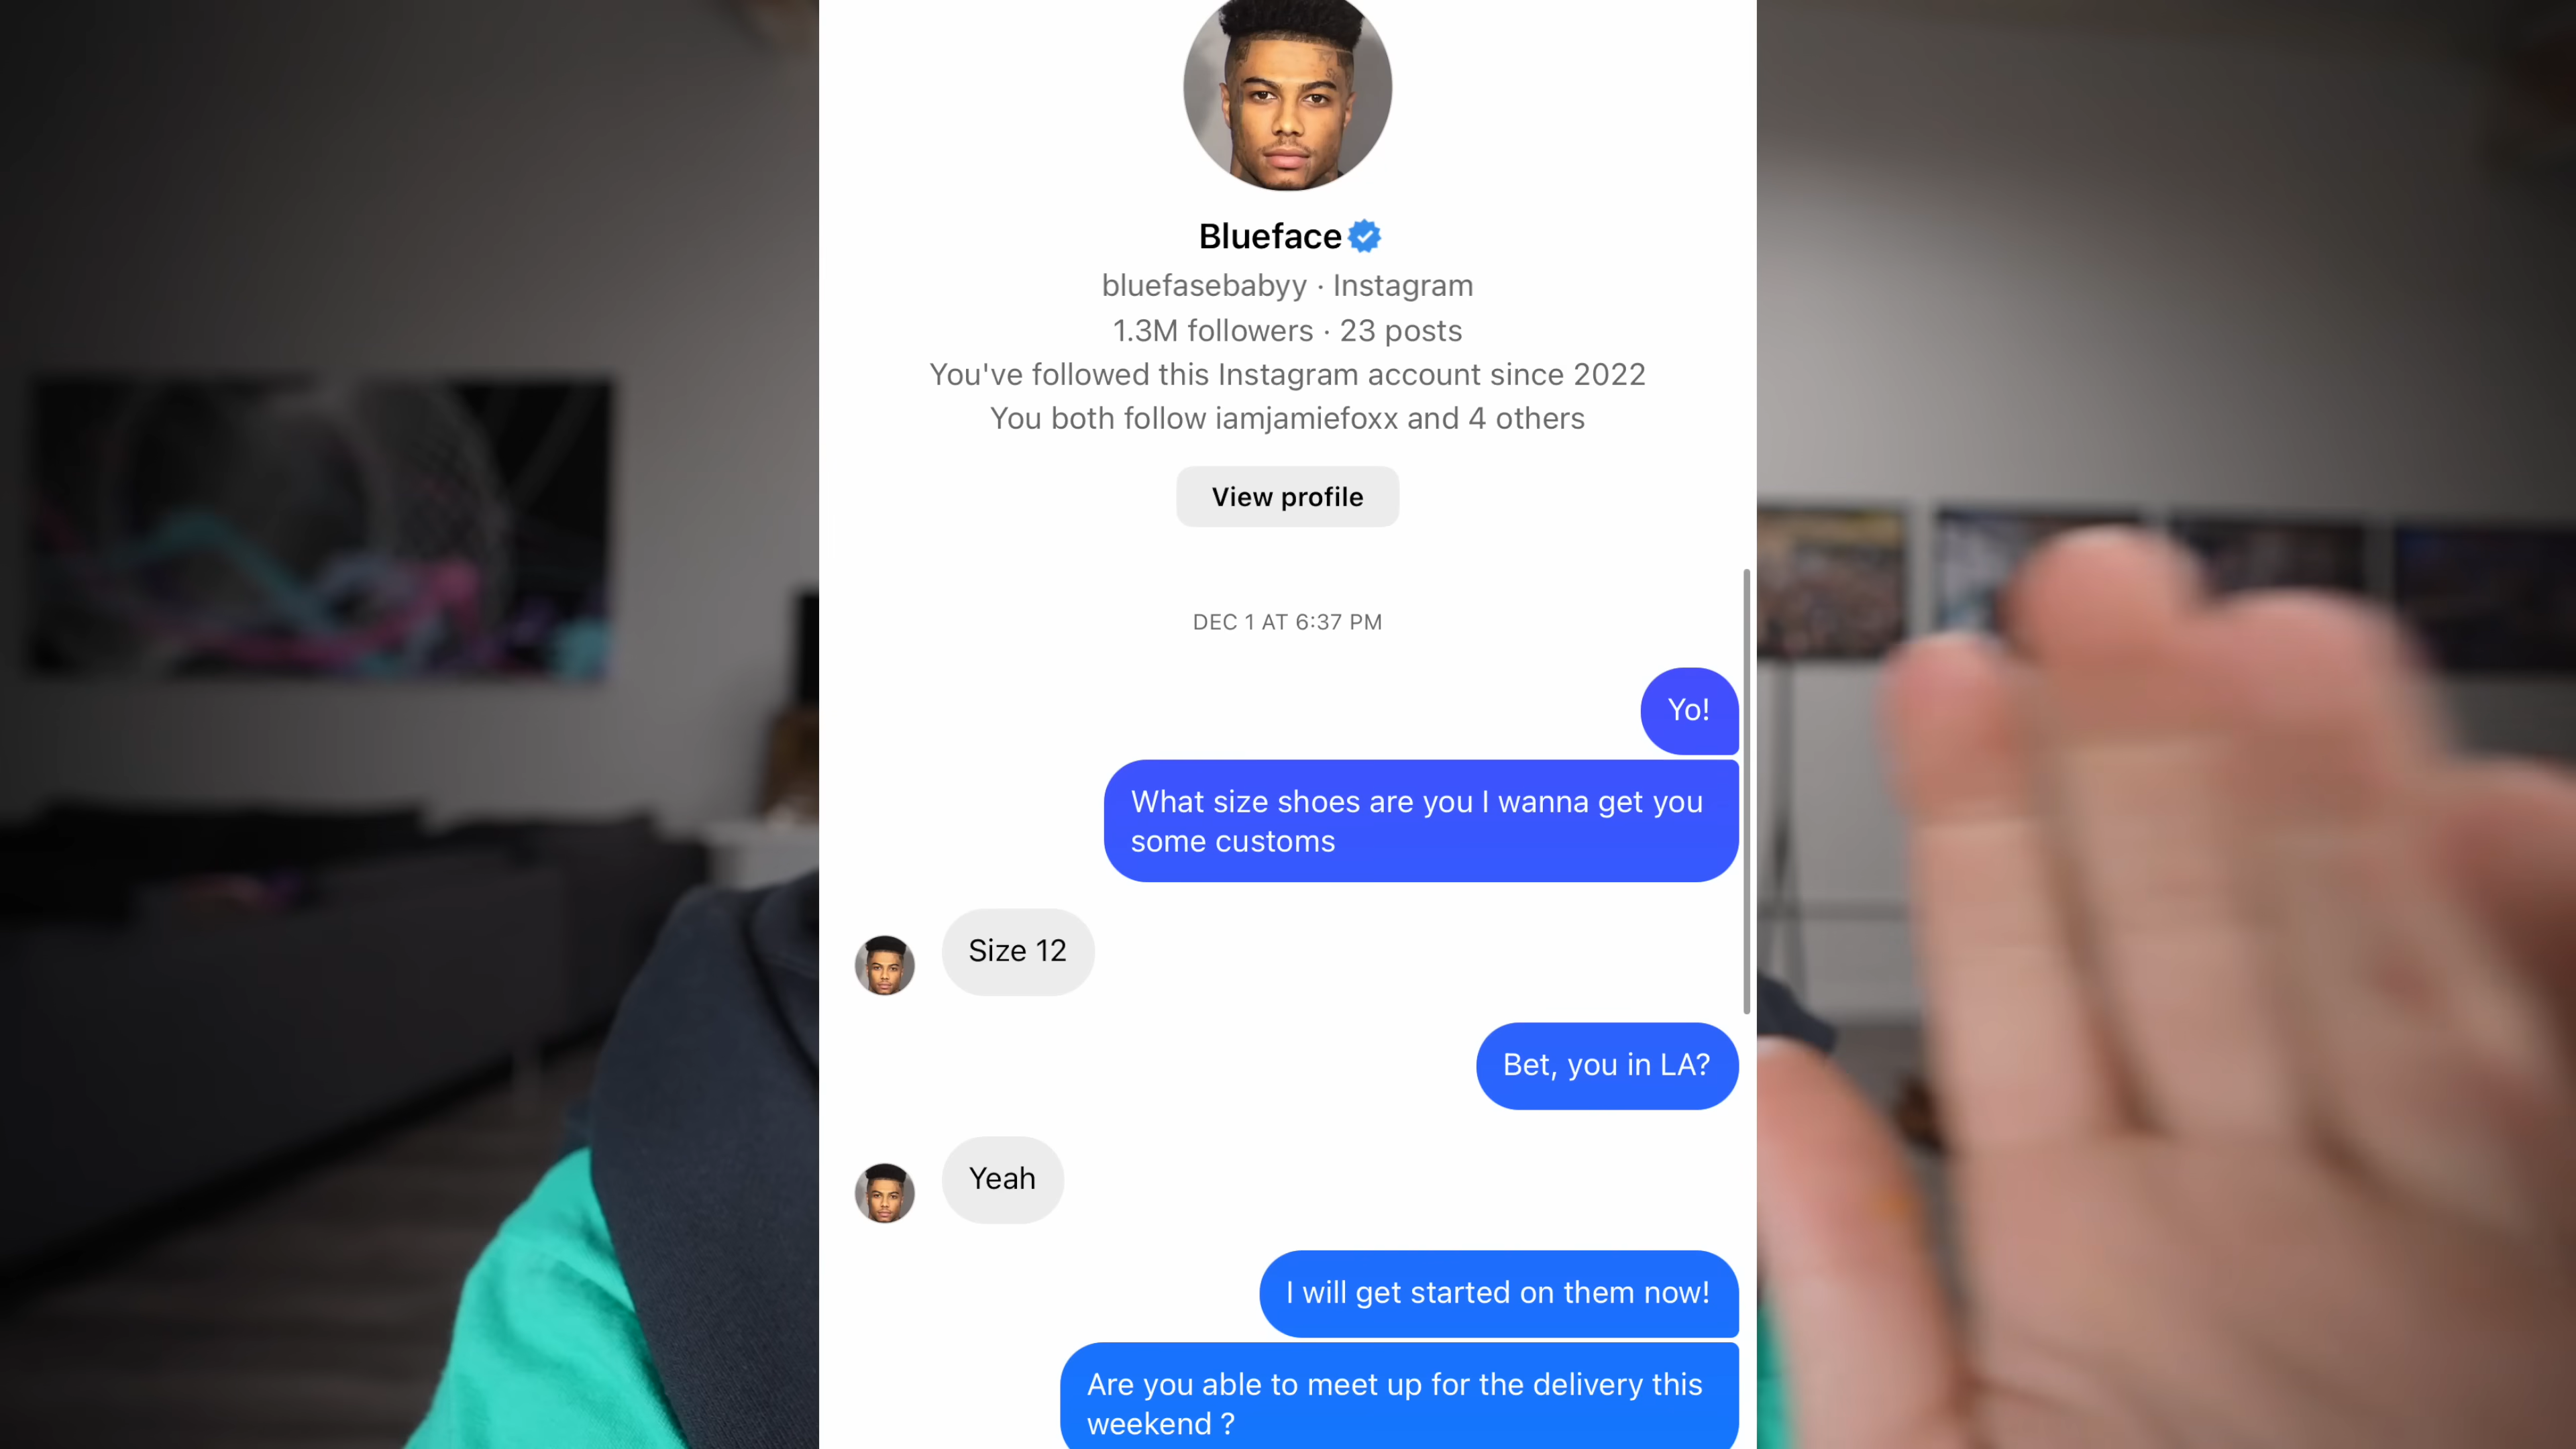 Blueface
bluefasebabyy · Instagram
1.3M followers · 23 posts
You've followed this Instagram account since 2022
You both follow iamjamiefoxx and 4 others
View profile
DEC 1 AT 6:37 PM
Yo!
What size shoes are you I wanna get you
some customs
Size 12
Bet, you in LA?
Yeah
I will get started on them now!
Are you able to meet up for the delivery this
weekend ?